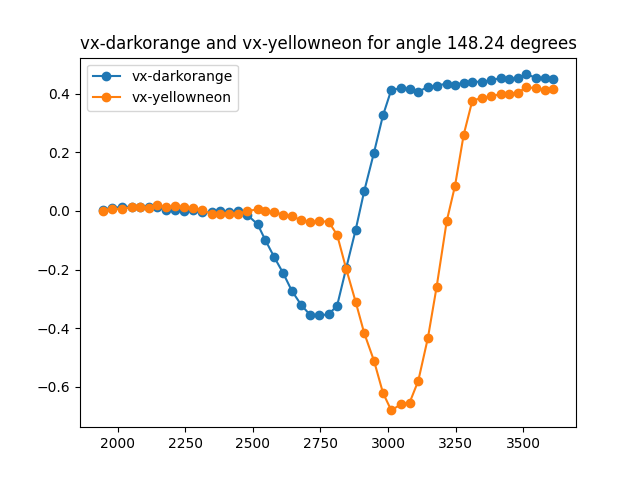 vx-darkorange and vx-yellowneon for angle 148.24 degrees
vx-darkorange
vx-yellowneon
0.4
0.2
0.0
−0.2
−0.4
−0.6
2000 2250 2500 2750 3000 3250 3500